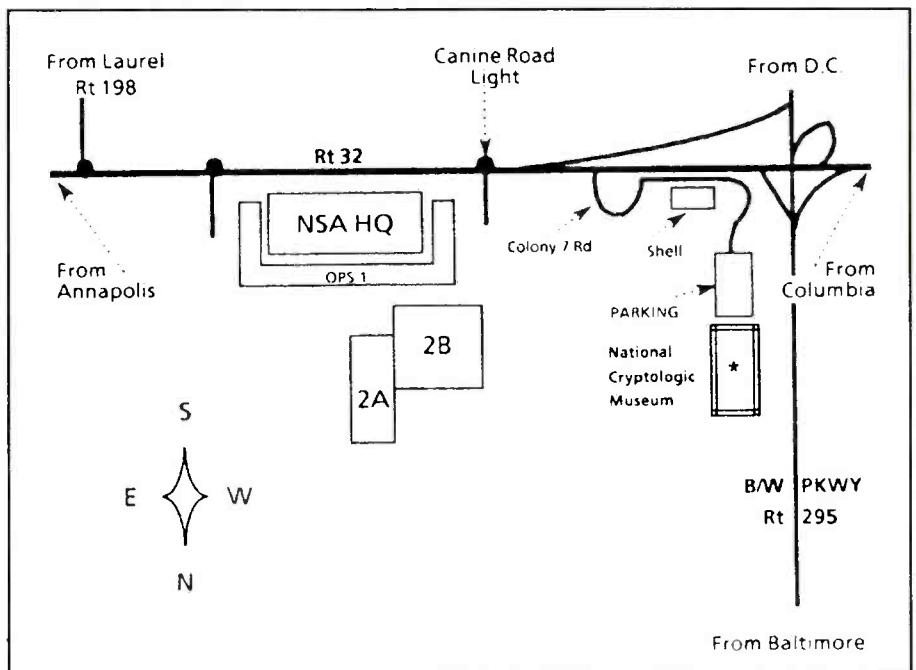 From Laurel
Rt 198
Canine Road
Light
From D.C.
Rt 32
NSA HQ
OPS 1
Colony 7 Rd
Shell
From
Annapolis
From
Columbia
PARKING
2B
2A
National
Cryptologic
Museum
*
S
E
W
N
B/W PKWY
Rt 295
From Baltimore